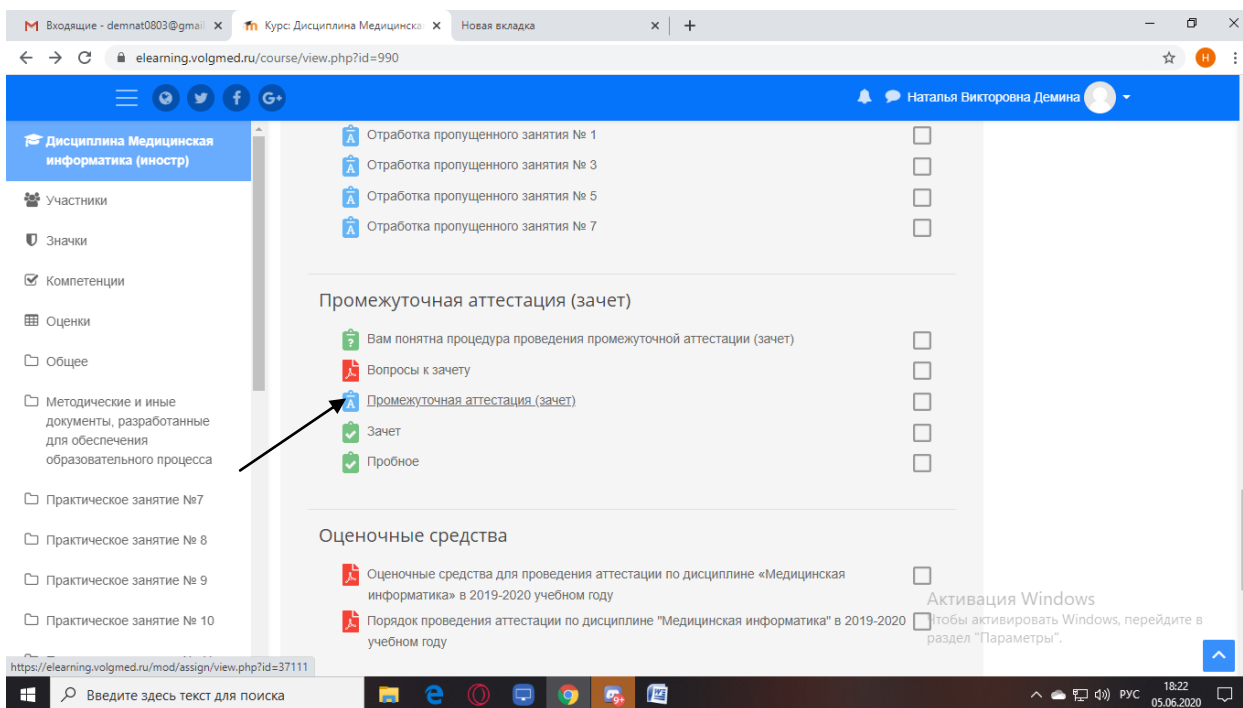 Входящие - demnat0803@gmail
Курс: Дисциплина Медицинска
Новая вкладка
elearning.volgmed.ru/course/view.php?id=990
Н
G+
Наталья Викторовна Демина
Дисциплина Медицинская
информатика (иностр)
Участники
Значки
Компетенции
Оценки
Общее
Методические и иные
документы, разработанные
для обеспечения
образовательного процесса
Практическое занятие №7
Практическое занятие № 8
Практическое занятие № 9
Практическое занятие № 10
Отработка пропущенного занятия № 1
Отработка пропущенного занятия № 3
Отработка пропущенного занятия № 5
Отработка пропущенного занятия № 7
Промежуточная аттестация (зачет)
Вам понятна процедура проведения промежуточной аттестации (зачет)
Вопросы к зачету
Промежуточная аттестация (зачет)
Зачет
Пробное
Оценочные средства
Оценочные средства для проведения аттестации по дисциплине «Медицинская
информатика» в 2019-2020 учебном году
Порядок проведения аттестации по дисциплине "Медицинская информатика" в 2019-2020
учебном году
Активация Windows
Чтобы активировать Windows, перейдите в
раздел "Параметры".
https://elearning.volgmed.ru/mod/assign/view.php?id=37111
Введите здесь текст для поиска
9+
РУС
18:22
05.06.2020